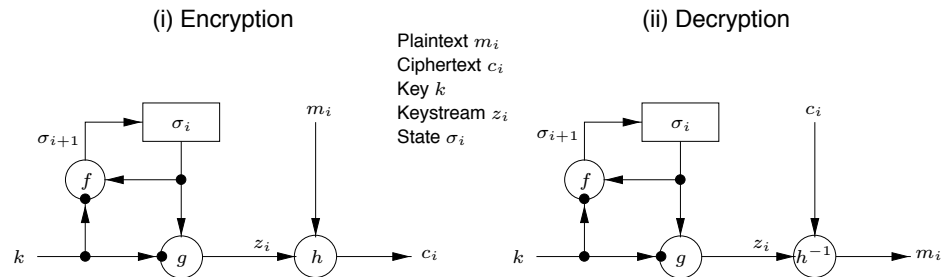 (i) Encryption
(ii) Decryption
Plaintext m_i
Ciphertext c_i
Key k
Keystream z_i
State σ_i
σ_i
m_i
σ_{i+1}
f
k
g
z_i
h
c_i
σ_i
c_i
σ_{i+1}
f
k
g
z_i
h^{-1}
m_i